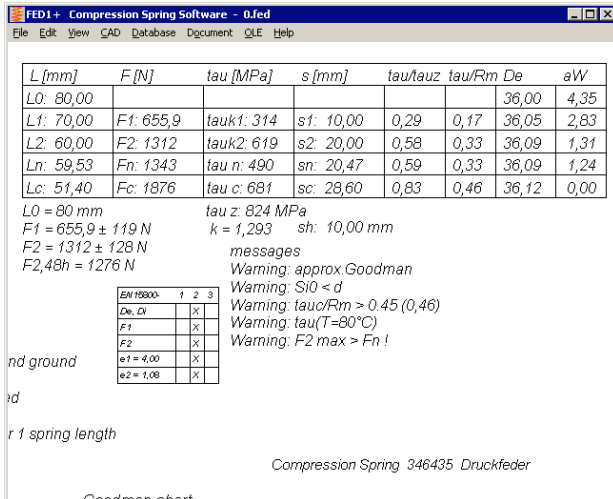 FED1+ Compression Spring Software - 0.fed
File Edit View CAD Database Document OLE Help
L [mm] F [N] tau [MPa] s [mm] tau/tauz tau/Rm De aW
L0: 80,00 36,00 4,35
L1: 70,00 F1: 655,9 tauk1: 314 s1: 10,00 0,29 0,17 36,05 2,83
L2: 60,00 F2: 1312 tauk2: 619 s2: 20,00 0,58 0,33 36,09 1,31
Ln: 59,53 Fn: 1343 tau n: 490 sn: 20,47 0,59 0,33 36,09 1,24
Lc: 51,40 Fc: 1876 tau c: 681 sc: 28,60 0,83 0,46 36,12 0,00
L0 = 80 mm tau z: 824 MPa
F1 = 655,9 ± 119 N k = 1,293 sh: 10,00 mm
F2 = 1312 ± 128 N
F2,48h = 1276 N
messages
Warning: approx.Goodman
Warning: Si0 < d
Warning: tauc/Rm > 0.45 (0,46)
Warning: tau(T=80°C)
Warning: F2 max > Fn !
EN15800- 1 2 3
De, Di X
F1 X
F2 X
e1 = 4,00 X
e2 = 1,08 X
nd ground
ed
r 1 spring length
Compression Spring 346435 Druckfeder